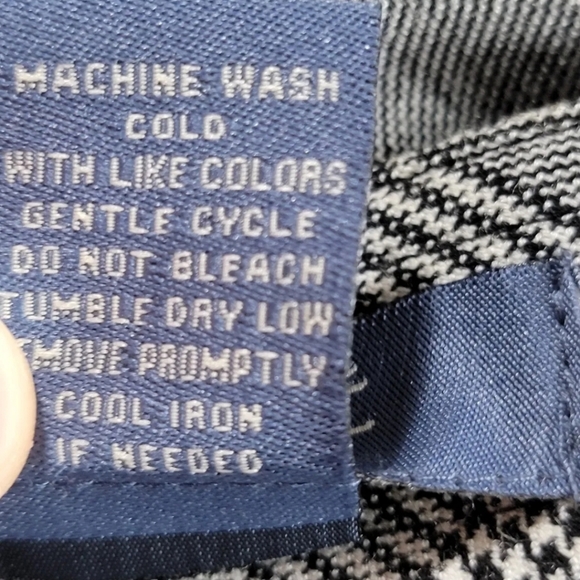 MACHINE WASH
COLD
WITH LIKE COLORS
GENTLE CYCLE
DO NOT BLEACH
TUMBLE DRY LOW
EMOVE PROMPTLY
COOL IRON
IF NEEDED